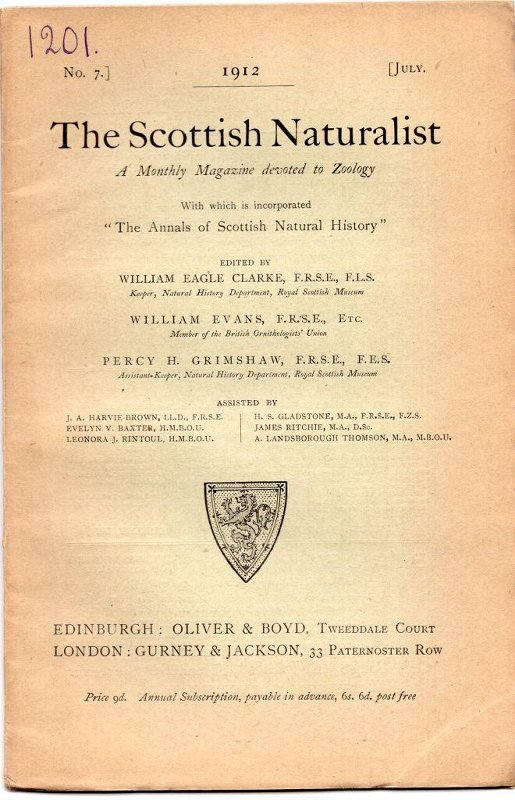 1201.
No. 7.] 1912 [JULY.
The Scottish Naturalist
A Monthly Magazine devoted to Zoology
With which is incorporated
"The Annals of Scottish Natural History"
EDITED BY
WILLIAM EAGLE CLARKE, F.R.S.E., F.L.S.
Keeper, Natural History Department, Royal Scottish Museum
WILLIAM EVANS, F.R.S.E., ETC.
Member of the British Ornithologists' Union
PERCY H. GRIMSHAW, F.R.S.E., F.E.S.
Assistant-Keeper, Natural History Department, Royal Scottish Museum
ASSISTED BY
J. A. HARVIE-BROWN, LL.D., F.R.S.E.
EVELYN V. BAXTER, H.M.B.O.U.
LEONORA J. RINTOUL, H.M.B.O.U.
H. S. GLADSTONE, M.A., F.R.S.E., F.Z.S.
JAMES RITCHIE, M.A., D.Sc.
A. LANDSBOROUGH THOMSON, M.A., M.B.O.U.
EDINBURGH: OLIVER & BOYD, TWEEDDALE COURT
LONDON: GURNEY & JACKSON, 33 PATERNOSTER ROW
Price 9d. Annual Subscription, payable in advance, 6s. 6d. post free